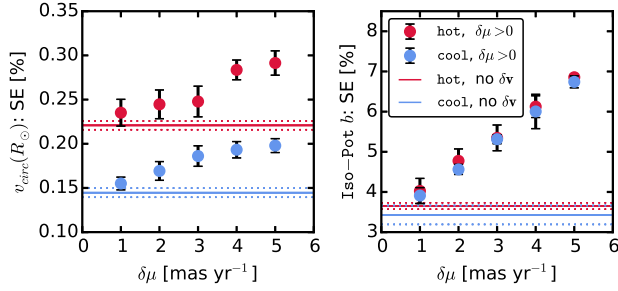 0.35
0.30
0.25
0.20
0.15
0.10
v_circ(R_☉): SE [%]
0 1 2 3 4 5 6
δμ [mas yr⁻¹]
8
7
6
5
4
3
Iso−Pot b: SE [%]
hot, δμ>0
cool, δμ>0
hot, no δv
cool, no δv
0 1 2 3 4 5 6
δμ [mas yr⁻¹]